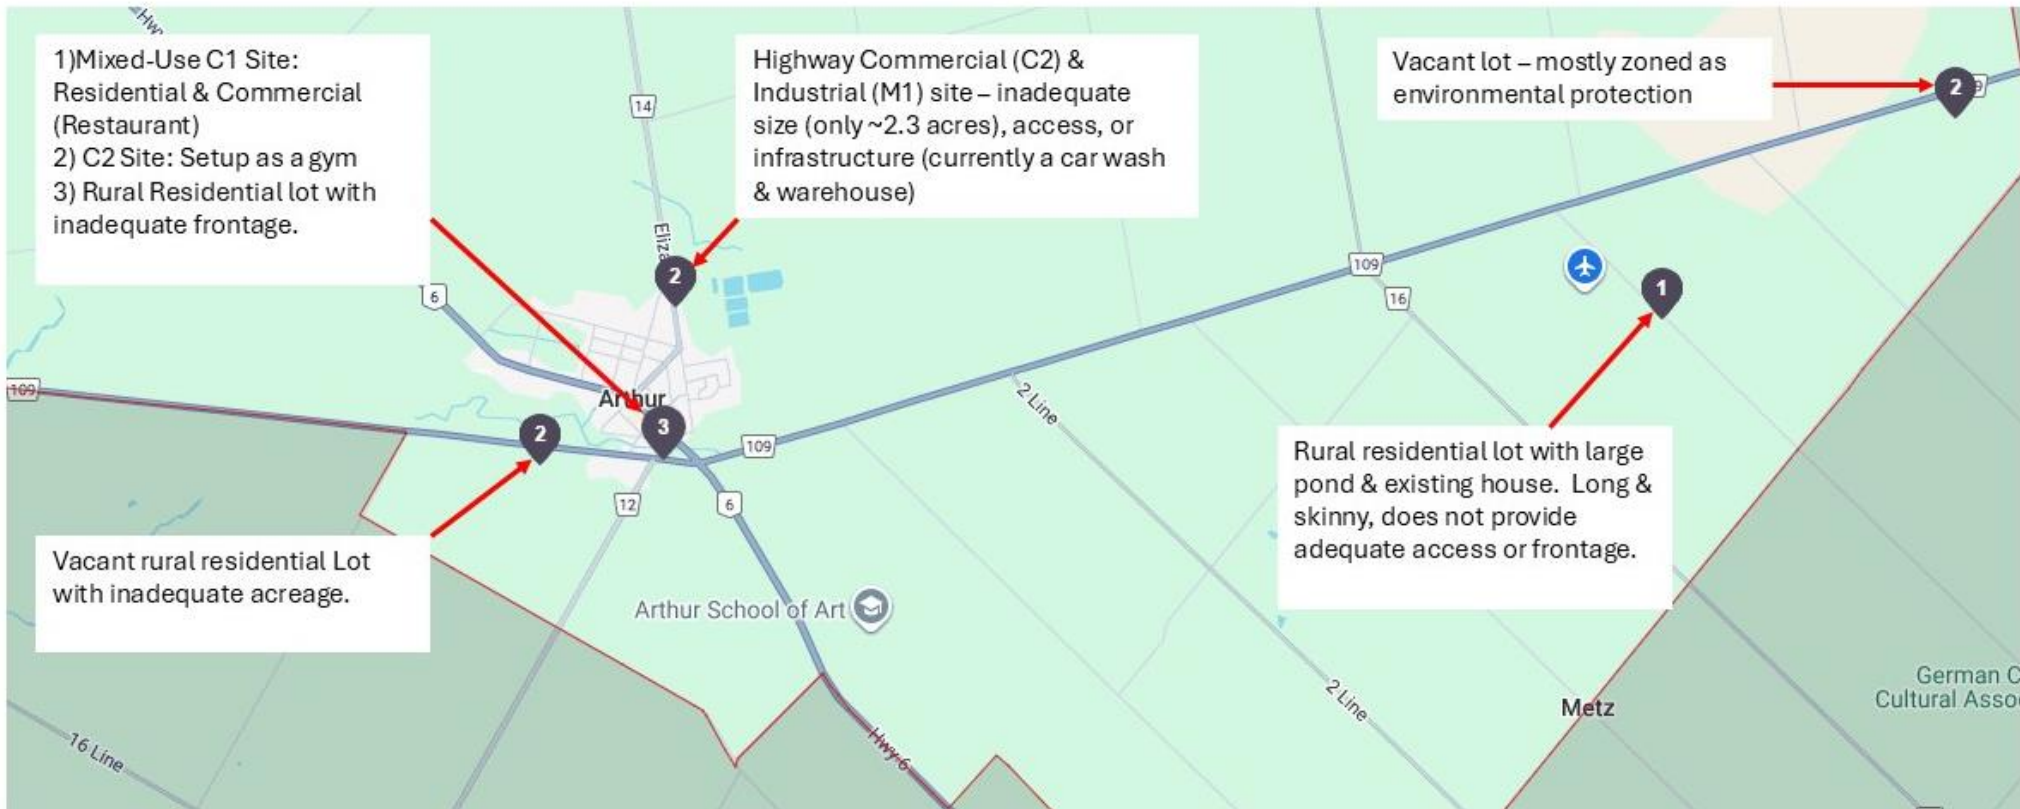 Hwy
1)Mixed-Use C1 Site:
Residential & Commercial
(Restaurant)
2) C2 Site: Setup as a gym
3) Rural Residential lot with
inadequate frontage.
Highway Commercial (C2) &
Industrial (M1) site – inadequate
size (only ~2.3 acres), access, or
infrastructure (currently a car wash
& warehouse)
Vacant lot – mostly zoned as
environmental protection
14
2
9
Eliza
2
109
16
1
6
109
Arthur
2
3
109
2 Line
12
6
Rural residential lot with large
pond & existing house. Long &
skinny, does not provide
adequate access or frontage.
Vacant rural residential Lot
with inadequate acreage.
Arthur School of Art
German C
Cultural Asso
2 Line
Metz
16 Line
Hwy 6